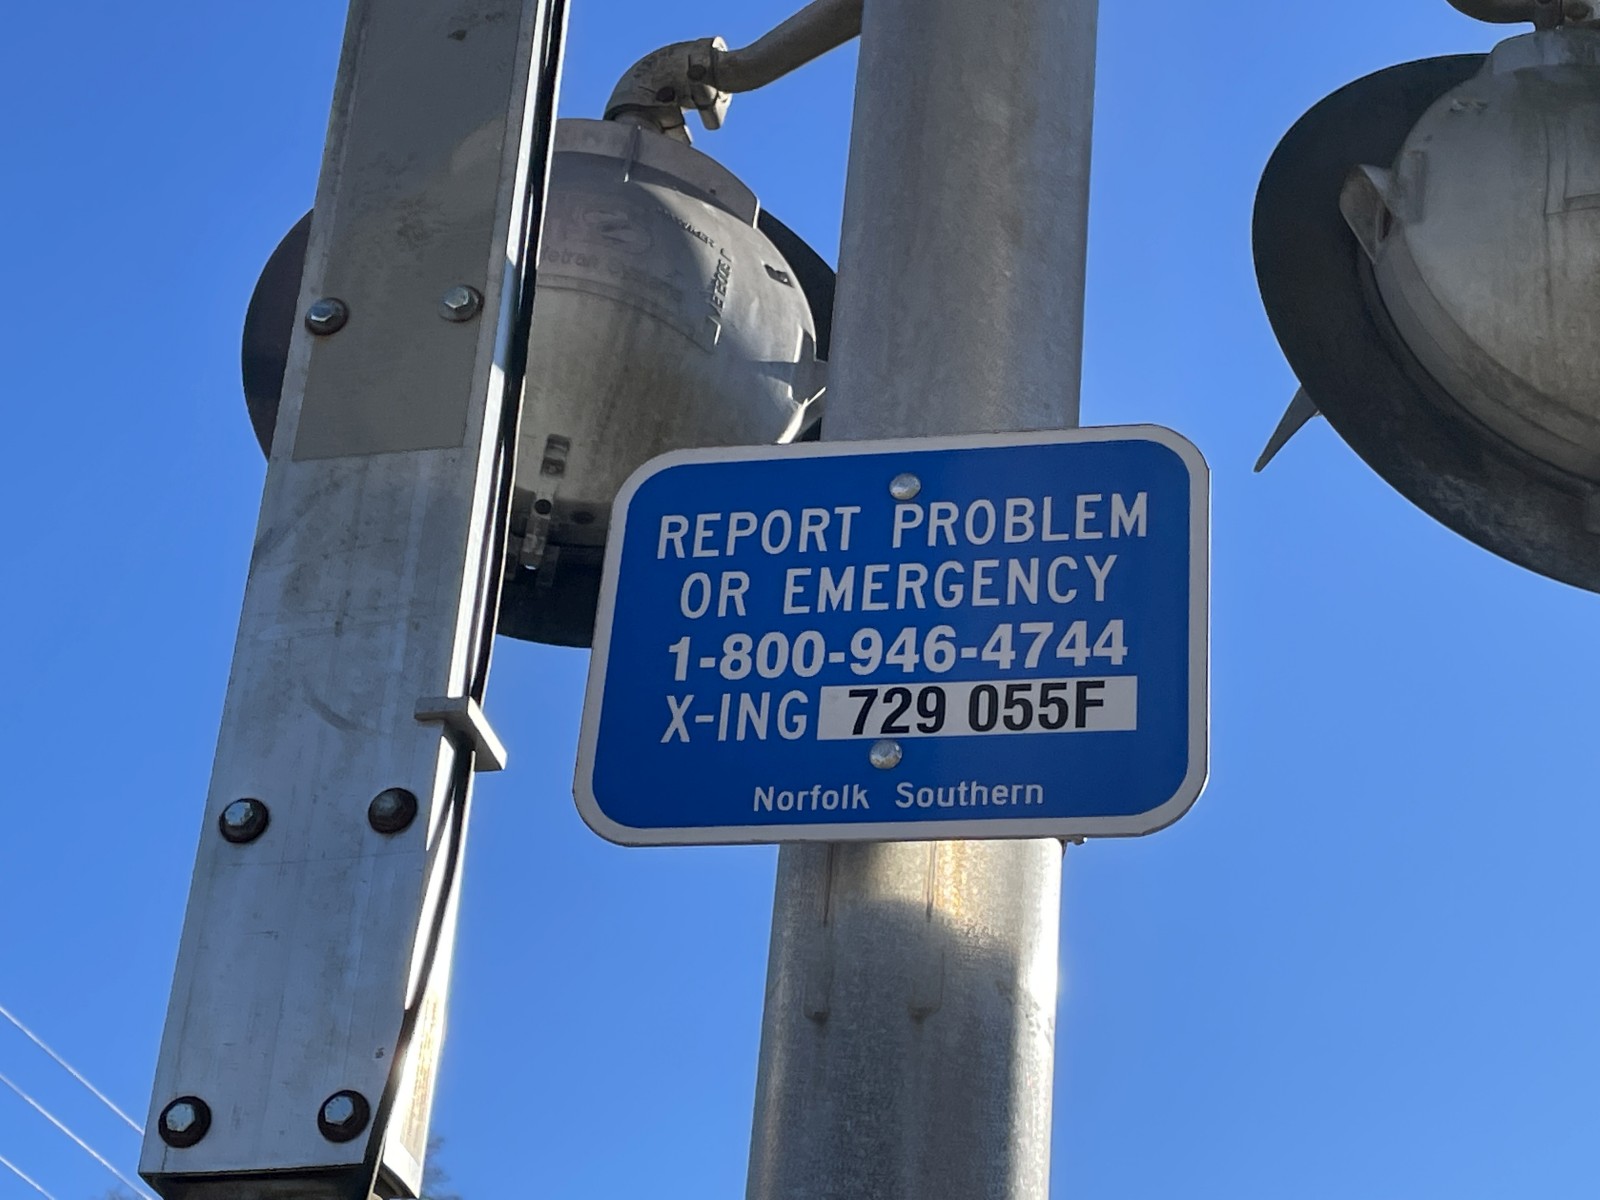 REPORT PROBLEM
OR EMERGENCY
1-800-946-4744
X-ING 729 055F
Norfolk Southern